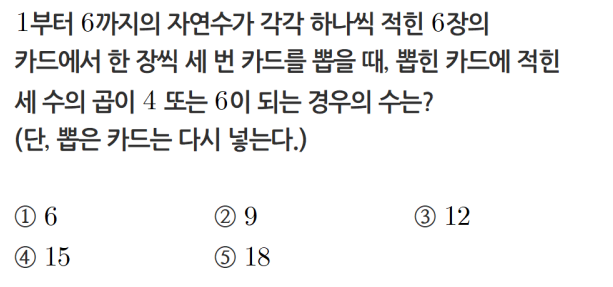 1부터 6까지의 자연수가 각각 하나씩 적힌 6장의
카드에서 한 장씩 세 번 카드를 뽑을 때, 뽑힌 카드에 적힌
세 수의 곱이 4 또는 6이 되는 경우의 수는?
(단, 뽑은 카드는 다시 넣는다.)
① 6 ② 9 ③ 12
④ 15 ⑤ 18